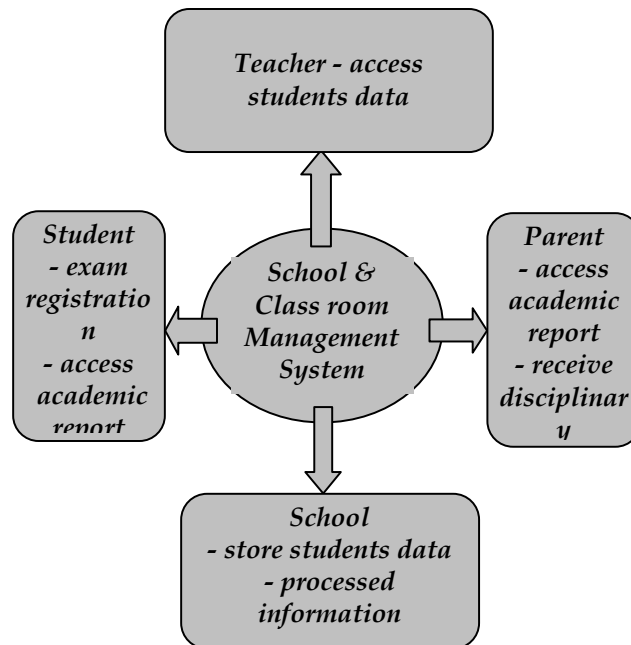 Teacher - access
students data
Student
- exam
registratio
n
- access
academic
report
School &
Class room
Management
System
Parent
- access
academic
report
- receive
disciplinar
y
School
- store students data
- processed
information